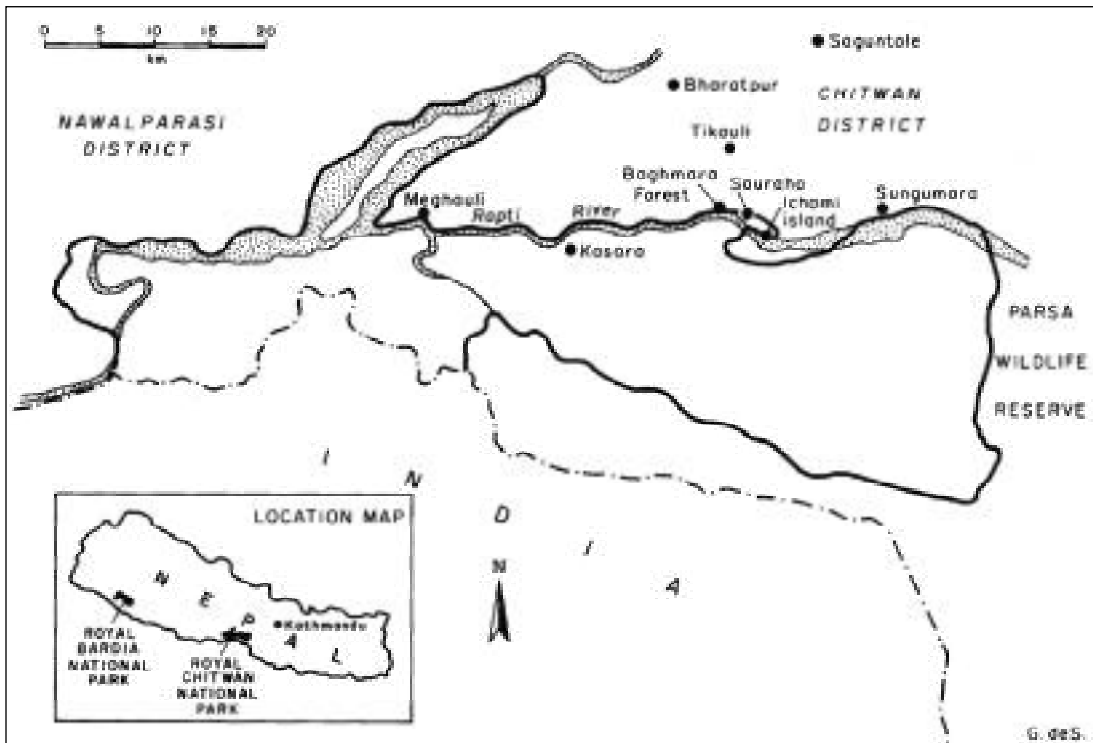 0 5 10 15 20
km
Saguntole
Bharatpur
CHITWAN
DISTRICT
NAWALPARASI
DISTRICT
Tikauli
Baghmara
Forest
Sauraha
Ichami
island
Sungumara
Meghauli
Rapti River
Kasara
PARSA
WILDLIFE
RESERVE
I N D I A
N
LOCATION MAP
N E P A L
Kathmandu
ROYAL
BARDIA
NATIONAL
PARK
ROYAL
CHITWAN
NATIONAL
PARK
G. deS.